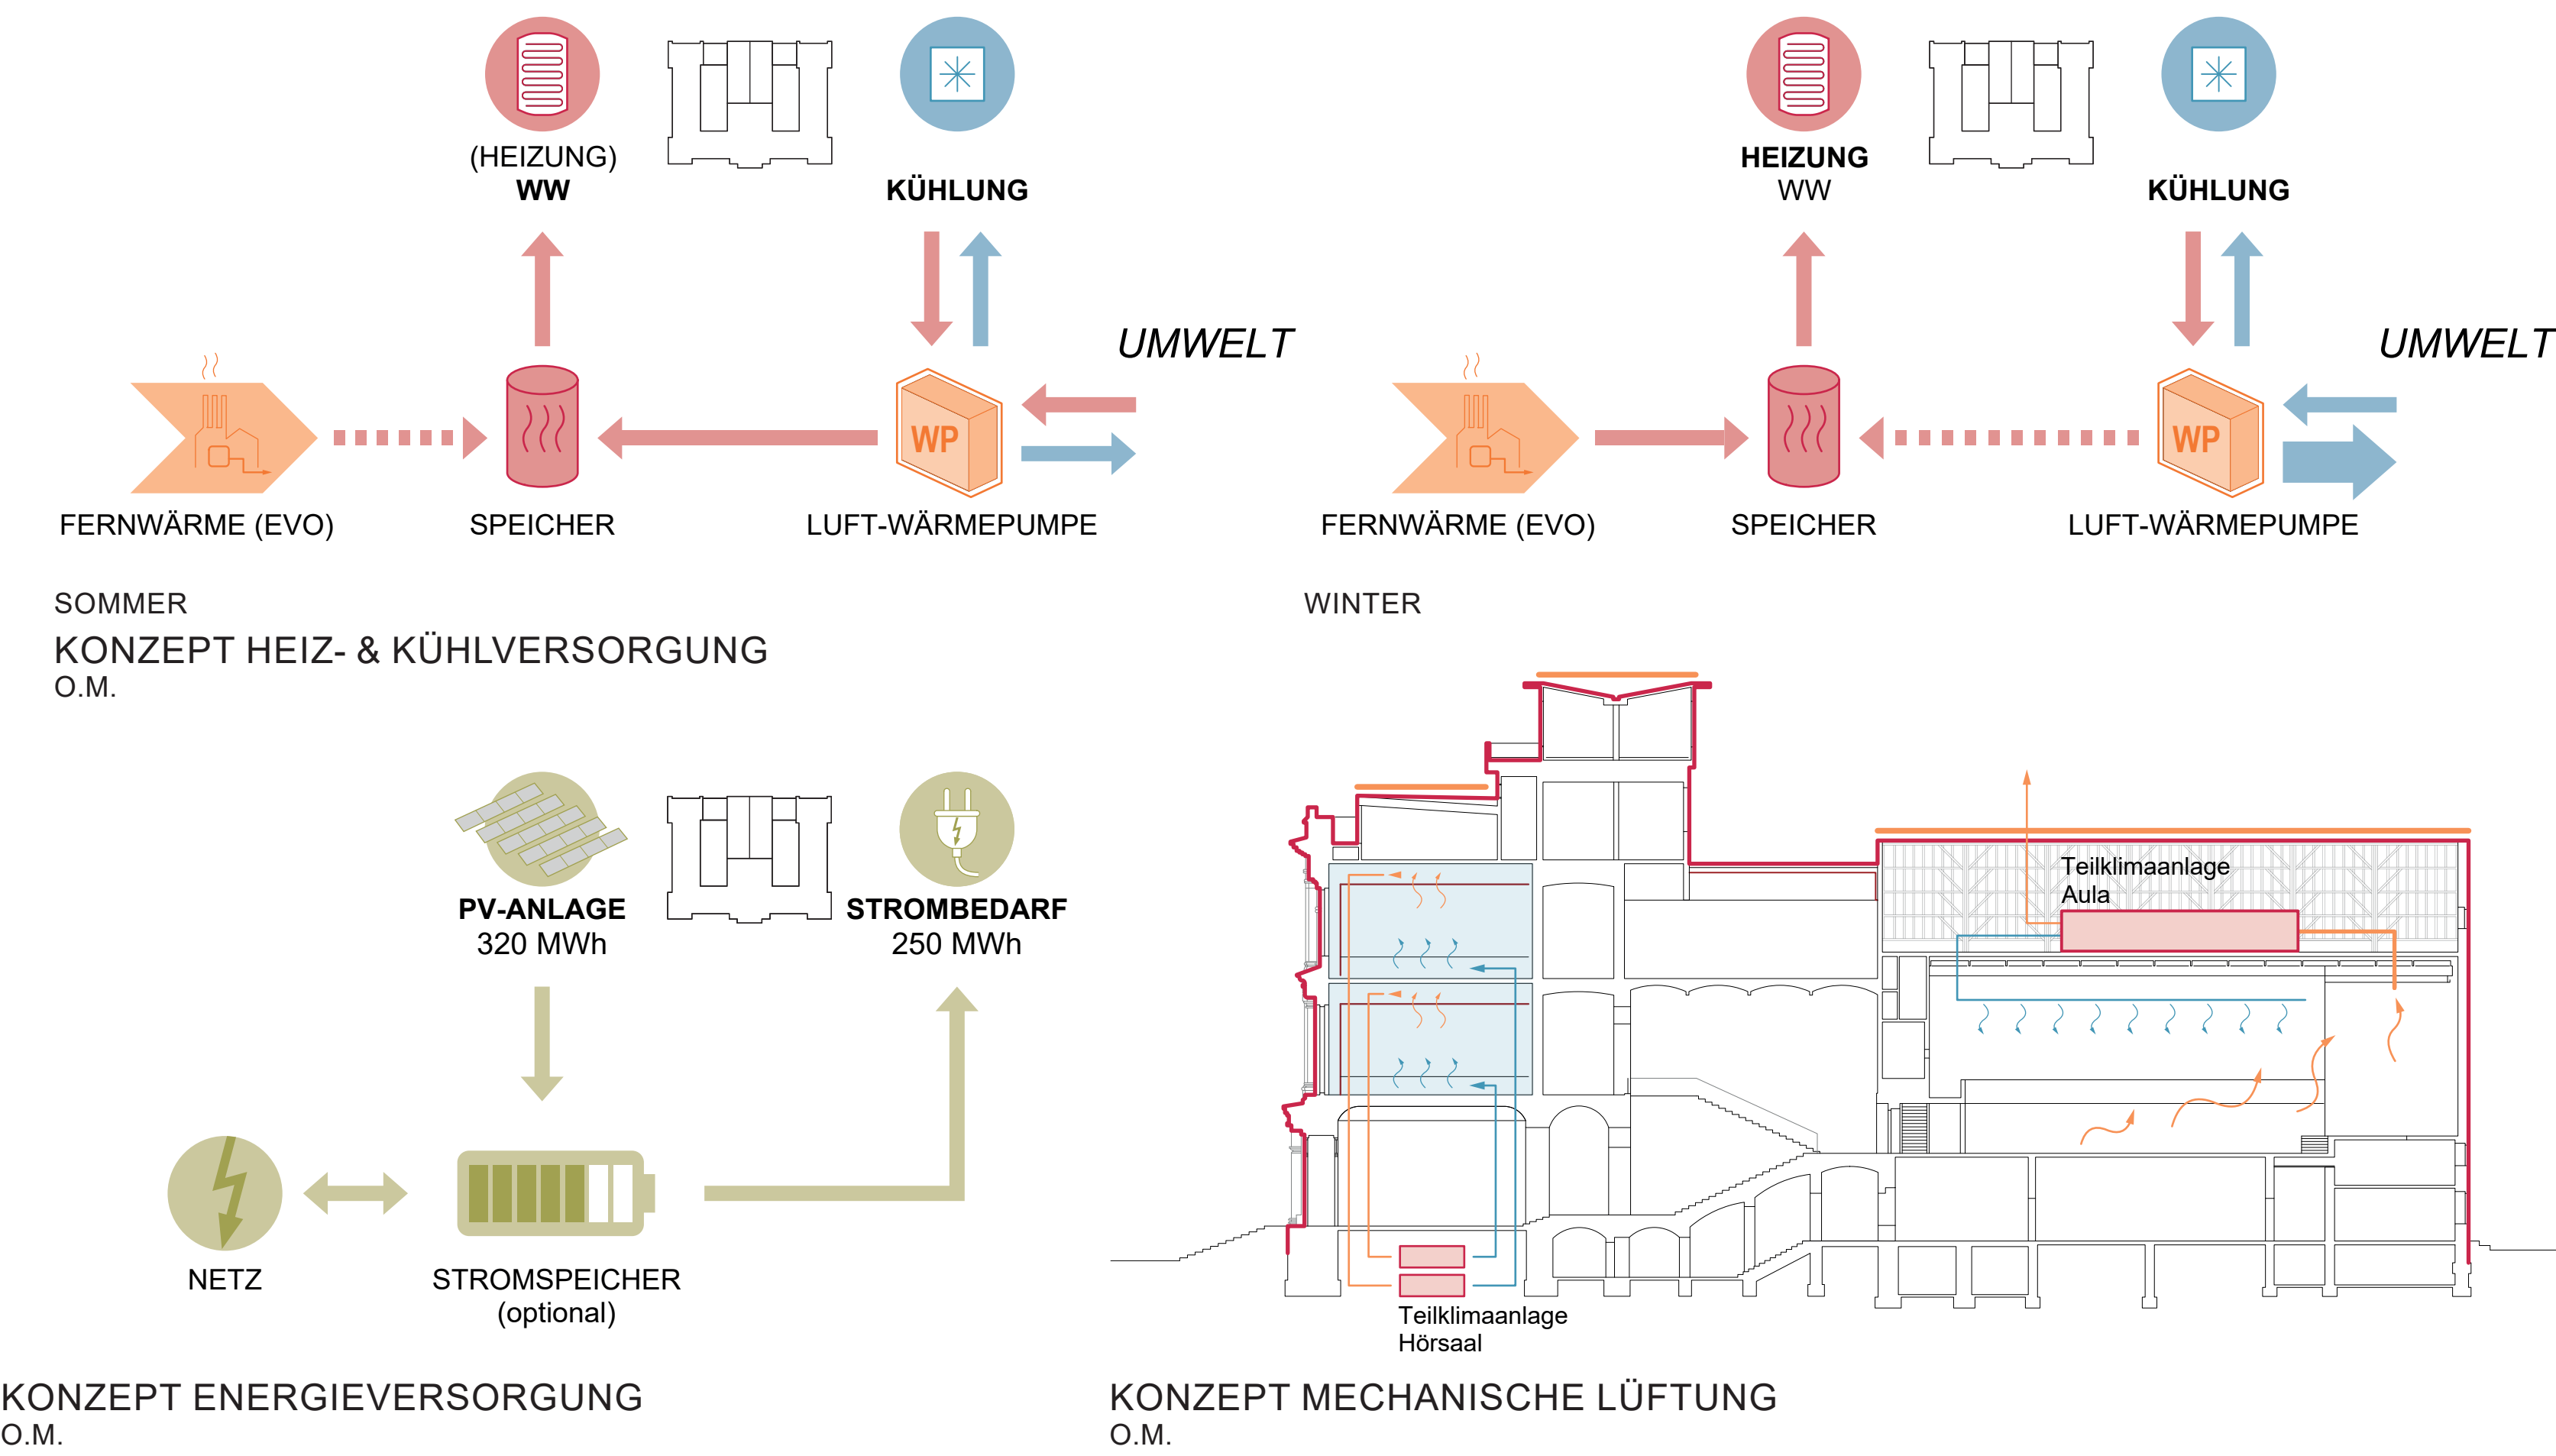 (HEIZUNG)
WW
KÜHLUNG
UMWELT
WP
FERNWÄRME (EVO)
SPEICHER
LUFT-WÄRMEPUMPE
SOMMER
HEIZUNG
WW
KÜHLUNG
UMWELT
WP
FERNWÄRME (EVO)
SPEICHER
LUFT-WÄRMEPUMPE
WINTER
KONZEPT HEIZ- & KÜHLVERSORGUNG
O.M.
PV-ANLAGE
320 MWh
STROMBEDARF
250 MWh
NETZ
STROMSPEICHER
(optional)
KONZEPT ENERGIEVERSORGUNG
O.M.
Teilklimaanlage
Aula
Teilklimaanlage
Hörsaal
KONZEPT MECHANISCHE LÜFTUNG
O.M.